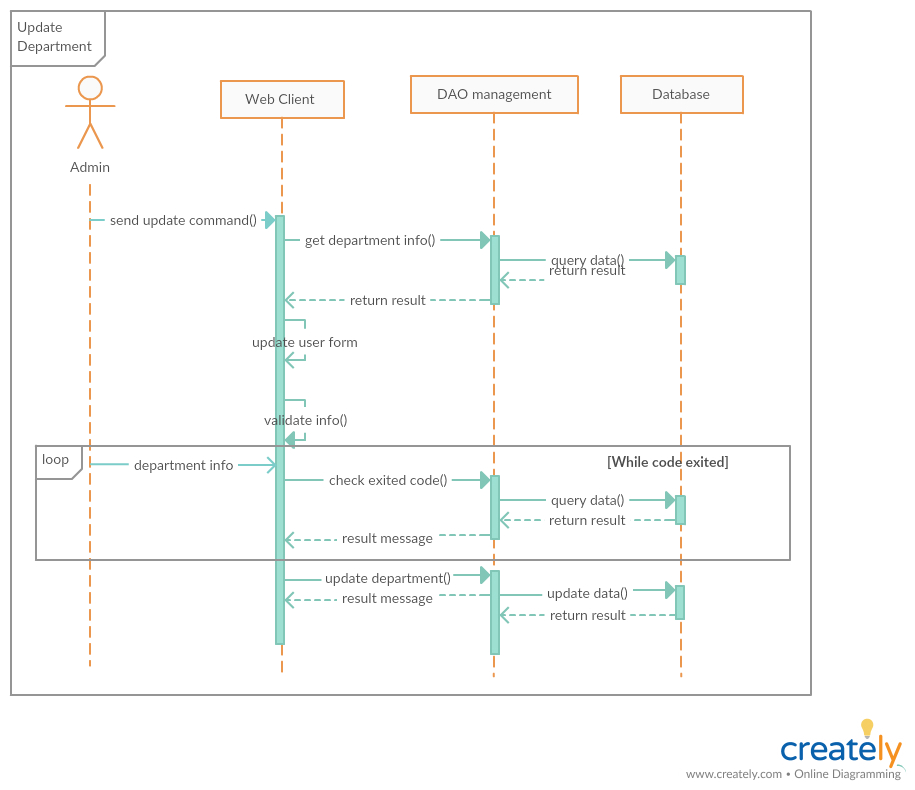 Update
Department
Web Client
DAO management
Database
Admin
send update command()
get department info()
query data()
return result
return result
update user form
validate info()
loop
[While code exited]
department info
check exited code()
query data()
return result
result message
update department()
result message
update data()
return result
creately
www.creately.com • Online Diagramming